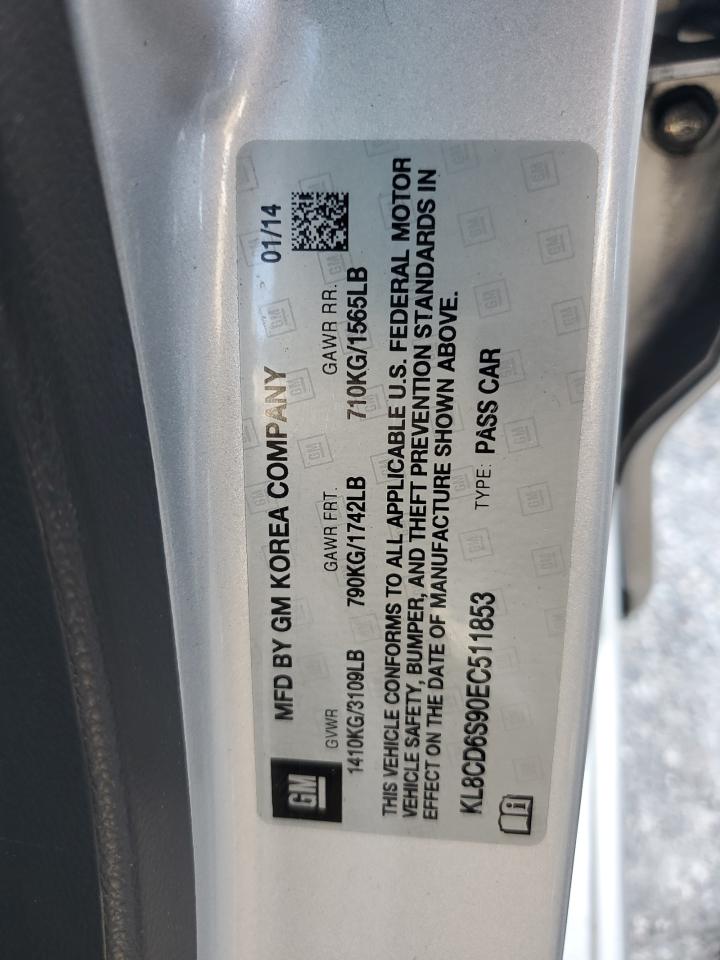 GM
MFD BY GM KOREA COMPANY 01/14
GVWR GAWR FRT. GAWR RR.
1410KG/3109LB 790KG/1742LB 710KG/1565LB
THIS VEHICLE CONFORMS TO ALL APPLICABLE U.S. FEDERAL MOTOR
VEHICLE SAFETY, BUMPER, AND THEFT PREVENTION STANDARDS IN
EFFECT ON THE DATE OF MANUFACTURE SHOWN ABOVE.
KL8CD6S90EC511853 TYPE: PASS CAR